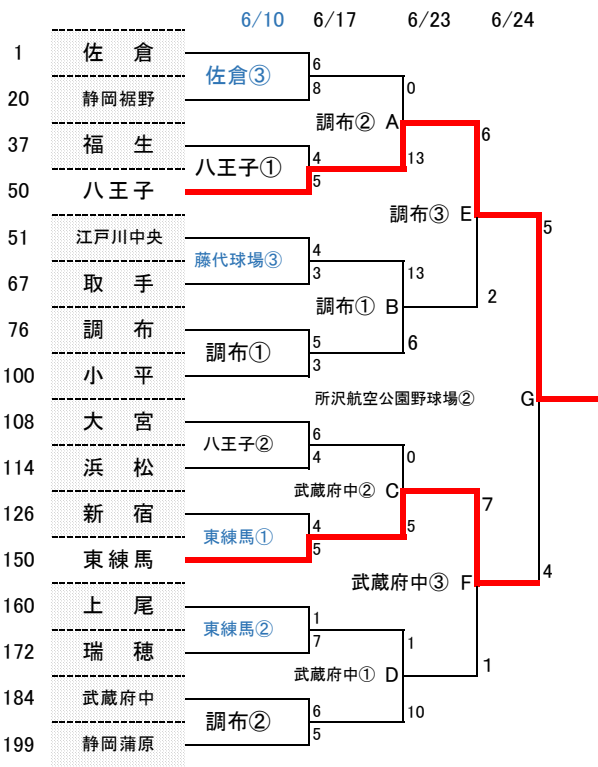 6/10 6/17 6/23 6/24
1 佐倉
6
佐倉③
8
0
20 静岡裾野
調布② A
6
37 福生
4
13
八王子①
5
50 八王子
調布③ E
5
51 江戸川中央
4
藤代球場③
3
13
67 取手
2
調布① B
76 調布
5
6
調布①
3
100 小平
所沢航空公園野球場② G
108 大宮
6
八王子②
4
0
114 浜松
武蔵府中② C
7
126 新宿
4
5
東練馬①
5
150 東練馬
4
武蔵府中③ F
160 上尾
1
東練馬②
7
1
172 瑞穂
1
武蔵府中① D
184 武蔵府中
6
10
調布②
5
199 静岡蒲原